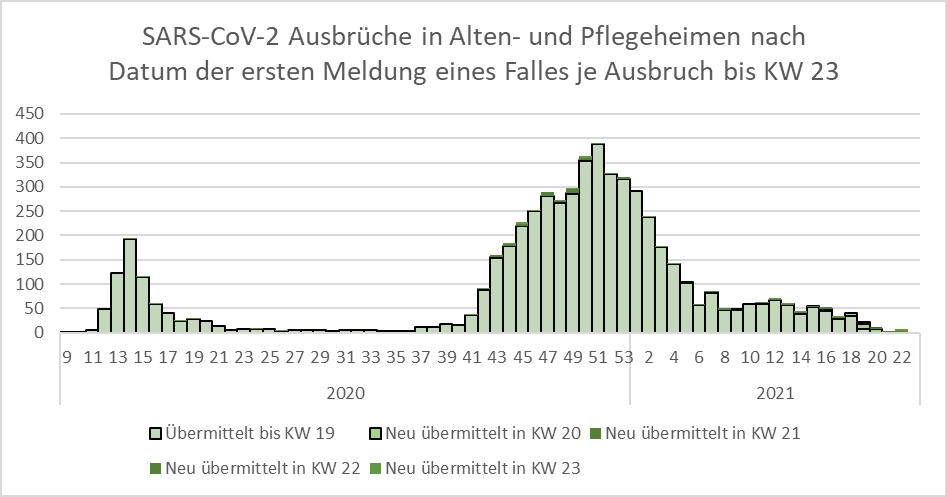 SARS-CoV-2 Ausbrüche in Alten- und Pflegeheimen nach
Datum der ersten Meldung eines Falles je Ausbruch bis KW 23
450
400
350
300
250
200
150
100
50
0
9 11 13 15 17 19 21 23 25 27 29 31 33 35 37 39 41 43 45 47 49 51 53 2 4 6 8 10 12 14 16 18 20 22
2020 2021
Übermittelt bis KW 19 Neu übermittelt in KW 20 Neu übermittelt in KW 21
Neu übermittelt in KW 22 Neu übermittelt in KW 23